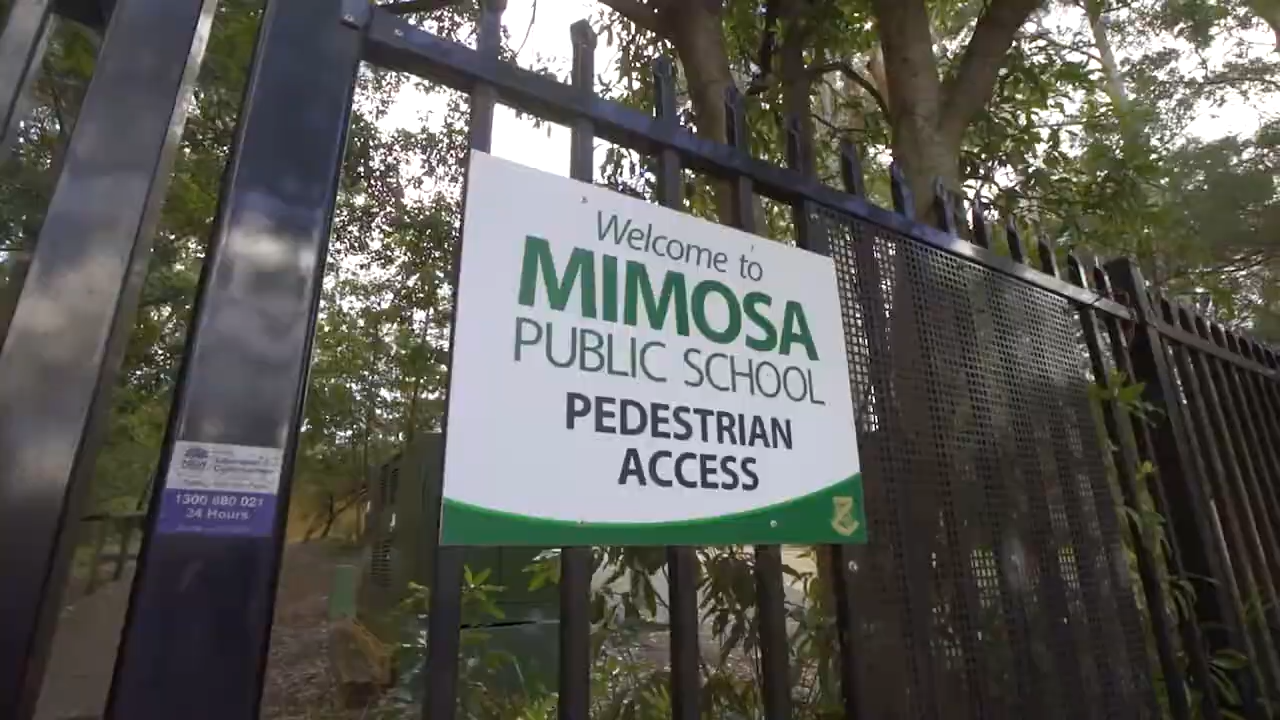 Welcome to
MIMOSA
PUBLIC SCHOOL
PEDESTRIAN
ACCESS
1300 880 021
24 Hours